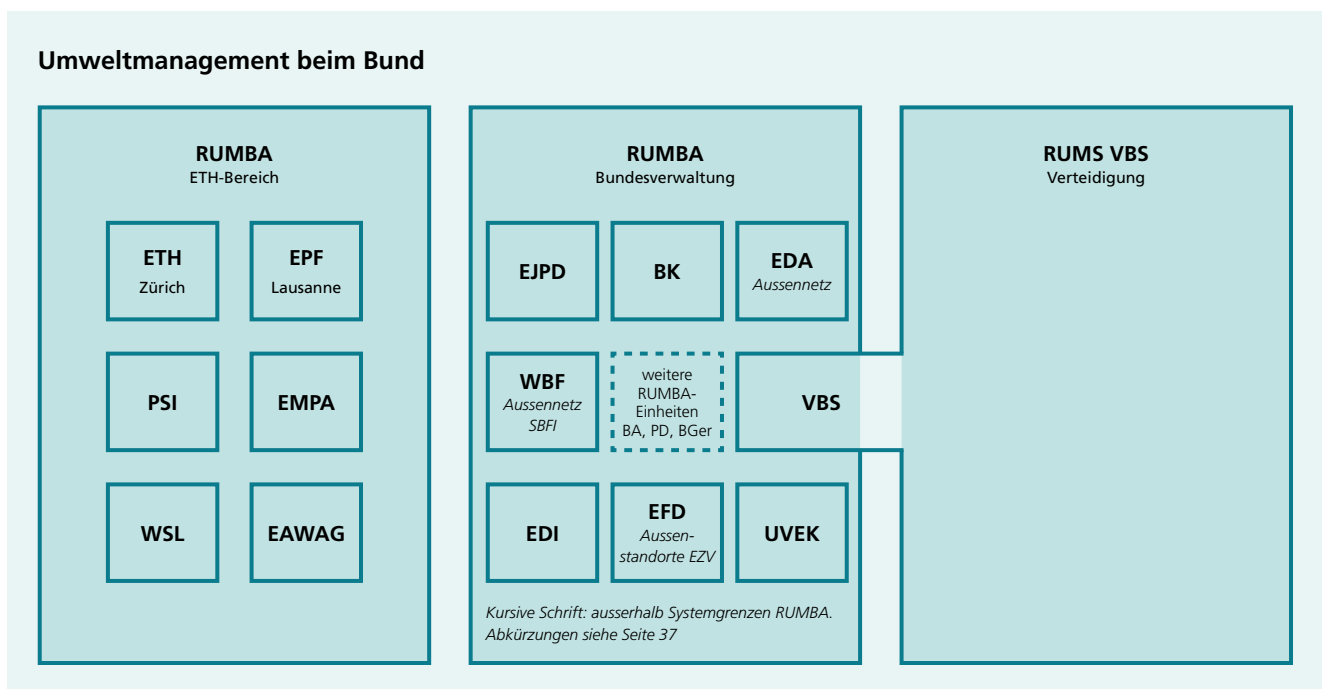 Umweltmanagement beim Bund
RUMBA
ETH-Bereich
ETH
Zürich
EPF
Lausanne
PSI
EMPA
WSL
EAWAG
RUMBA
Bundesverwaltung
EJPD
BK
EDA
Aussennetz
WBF
Aussennetz
SBFI
weitere
RUMBA-
Einheiten
BA, PD, BGer
VBS
EDI
EFD
Aussen-
standorte EZV
UVEK
Kursive Schrift: ausserhalb Systemgrenzen RUMBA.
Abkürzungen siehe Seite 37
RUMS VBS
Verteidigung